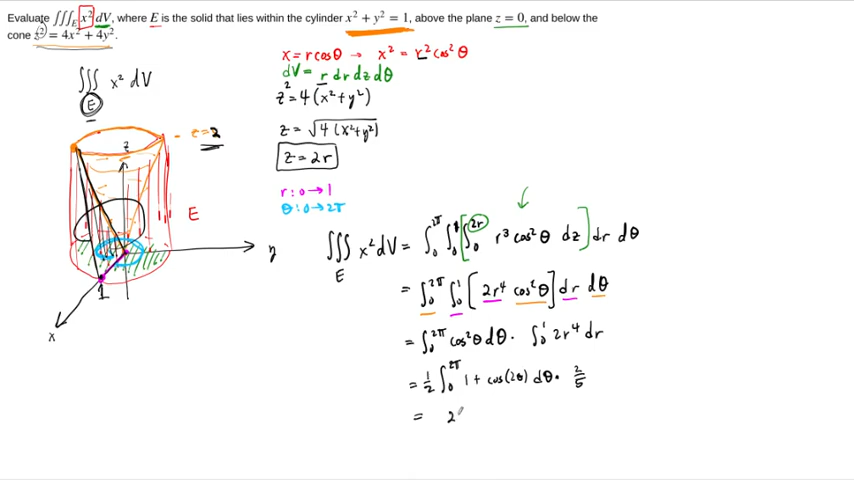 Evaluate ∭_E x² dV, where E is the solid that lies within the cylinder x² + y² = 1, above the plane z = 0, and below the
cone z² = 4x² + 4y².
x = r cosθ → x² = r² cos² θ
dV = r dr dz dθ
∭_E x² dV
z² = 4 (x² + y²)
z = √(4 (x² + y²))
z = 2r
z = 2
z
E
y
1
x
r : 0 → 1
θ : 0 → 2π
∭_E x² dV = ∫₀^2π ∫₀^1 [ ∫₀^2r r³ cos² θ dz ] dr dθ
= ∫₀^2π ∫₀^1 [ 2r⁴ cos² θ ] dr dθ
= ∫₀^2π cos² θ dθ · ∫₀^1 2r⁴ dr
= 1/2 ∫₀^2π 1 + cos(2θ) dθ · 2/5
= 2